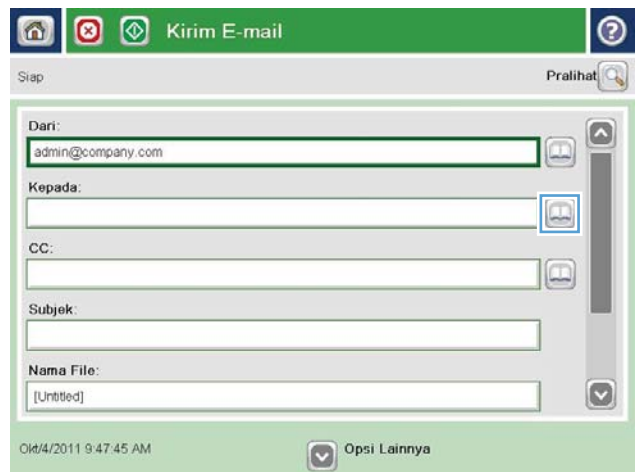 Kirim E-mail
?
Siap
Pralihat
Dari:
admin@company.com
Kepada:
CC:
Subjek:
Nama File:
[Untitled]
Okt/4/2011 9:47:45 AM
Opsi Lainnya